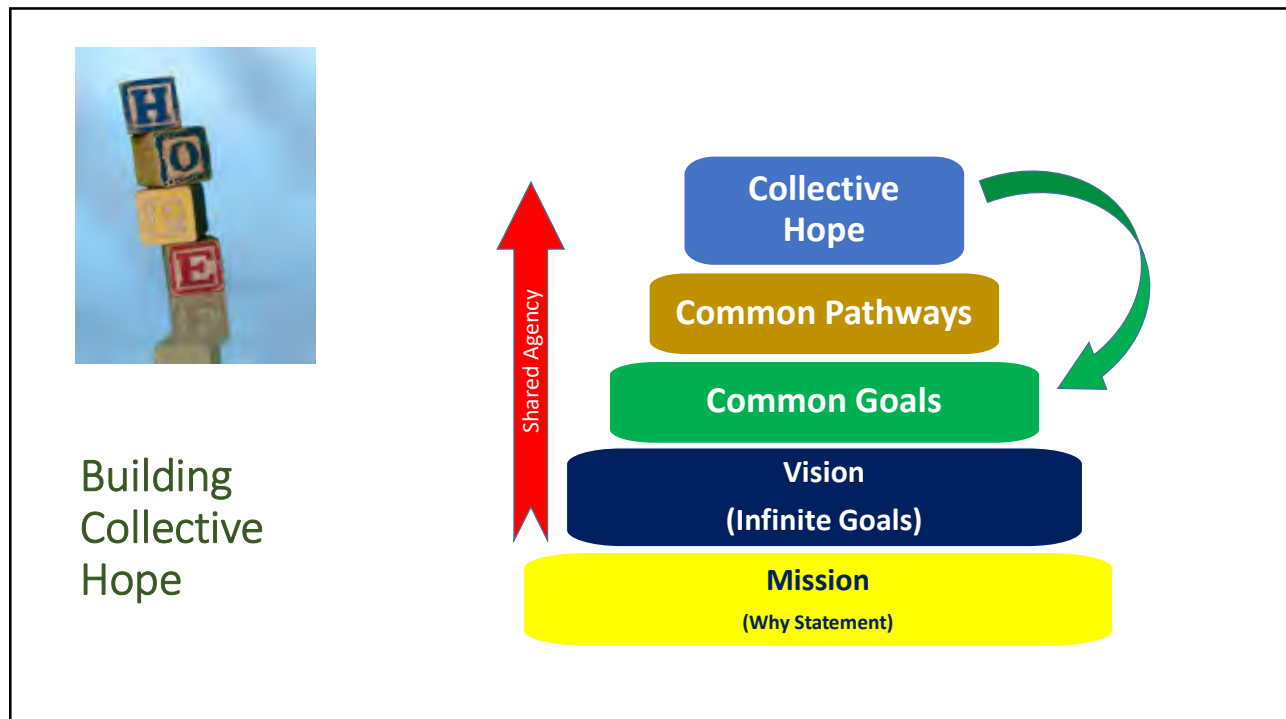 H
O
P
E
Building
Collective
Hope
Shared Agency
Collective
Hope
Common Pathways
Common Goals
Vision
(Infinite Goals)
Mission
(Why Statement)